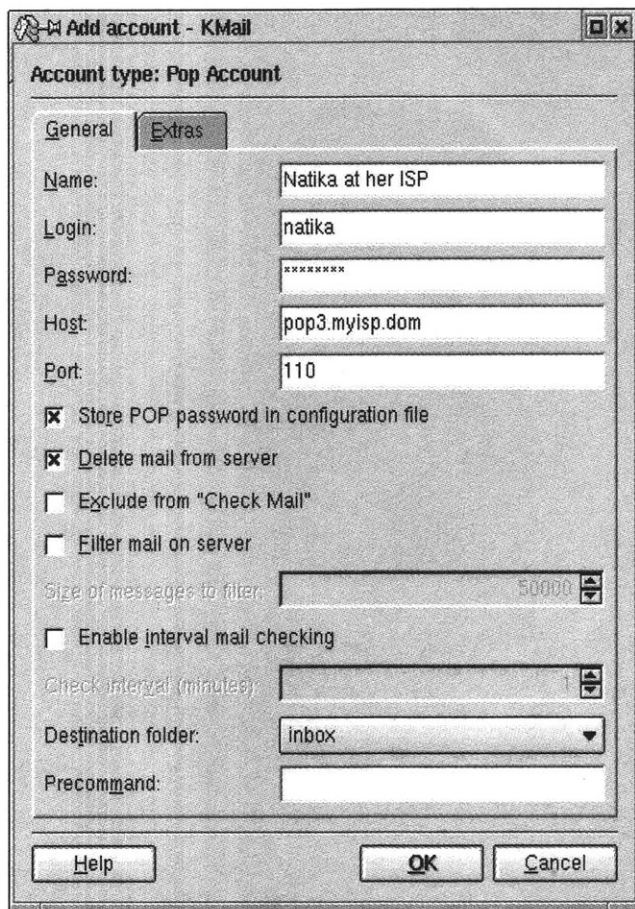 Add account - KMail
Account type: Pop Account
General Extras
Name: Natika at her ISP
Login: natika
Password: ********
Host: pop3.myisp.dom
Port: 110
Store POP password in configuration file
Delete mail from server
Exclude from "Check Mail"
Filter mail on server
Size of messages to filter: 50000
Enable interval mail checking
Check interval (minutes): 1
Destination folder: inbox
Precommand:
Help OK Cancel